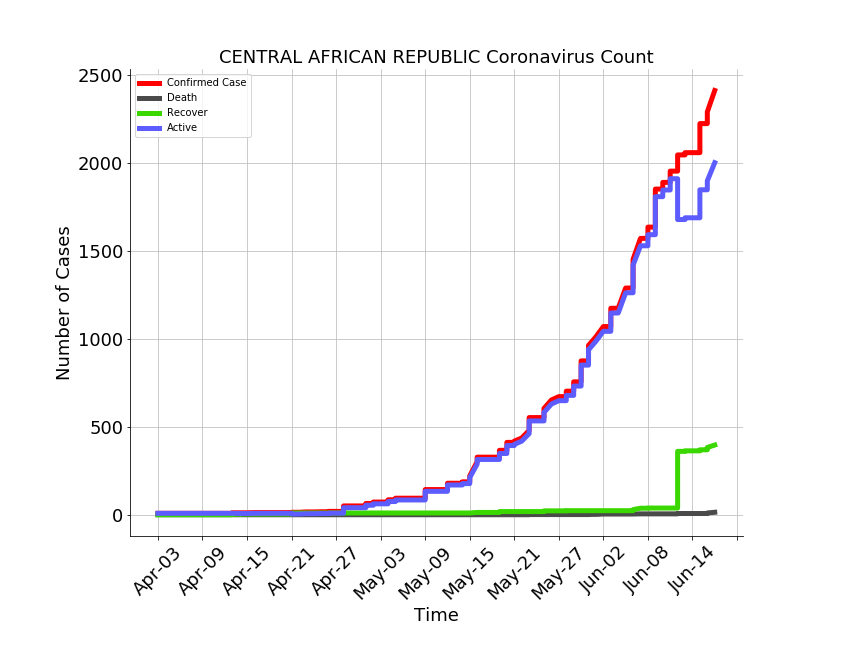 CENTRAL AFRICAN REPUBLIC Coronavirus Count
Confirmed Case
Death
Recover
Active
Number of Cases
2500
2000
1500
1000
500
0
Apr-03
Apr-09
Apr-15
Apr-21
Apr-27
May-03
May-09
May-15
May-21
May-27
Jun-02
Jun-08
Jun-14
Time